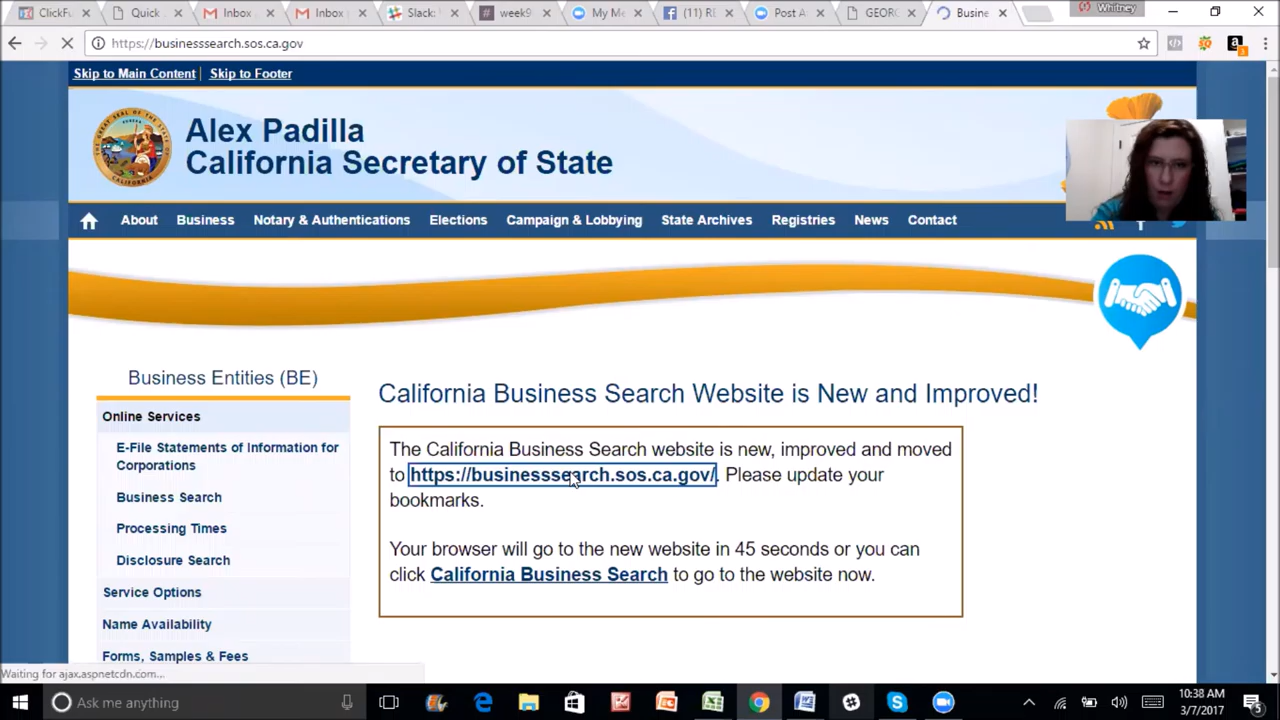 ClickFu
Quick
Inbox
Inbox
Slack:
week9
My Me
(11) RE
Post A
GEORG
Busine
Whitney
https://businesssearch.sos.ca.gov
Skip to Main Content | Skip to Footer
Alex Padilla
California Secretary of State
About Business Notary & Authentications Elections Campaign & Lobbying State Archives Registries News Contact
Business Entities (BE)
Online Services
E-File Statements of Information for
Corporations
Business Search
Processing Times
Disclosure Search
Service Options
Name Availability
Forms, Samples & Fees
California Business Search Website is New and Improved!
The California Business Search website is new, improved and moved
to https://businesssearch.sos.ca.gov/. Please update your
bookmarks.
Your browser will go to the new website in 45 seconds or you can
click California Business Search to go to the website now.
Waiting for ajax.aspnetcdn.com...
Ask me anything
10:38 AM
3/7/2017
5